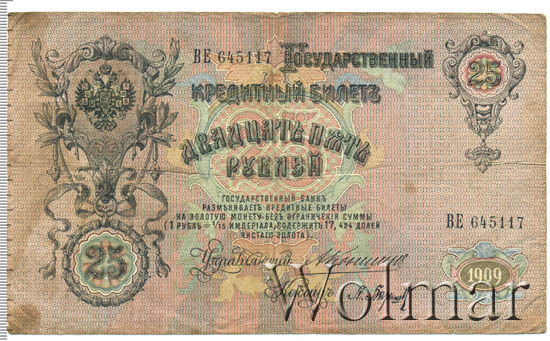 ВЕ 645117 Государственный
25
Кредитный Билетъ
Двадцать пять
рублей
Государственный банкъ
размѣниваетъ кредитные билеты
на золотую монету безъ ограниченія суммы
(1 рубль = 1/15 имперіала, содержитъ 17, 424 долей
чистаго золота).
ВЕ 645117
Управляющій
25
1909
Кассиръ
Wolmar